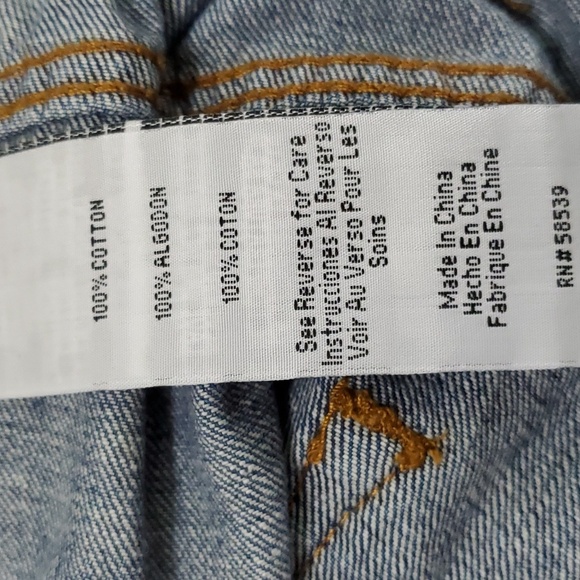 100% COTTON
100% ALGODON
100% COTON
See Reverse for Care
Instrucciones Al Reverso
Voir Au Verso Pour Les
Soins
Made In China
Hecho En China
Fabrique En Chine
RN# 58539